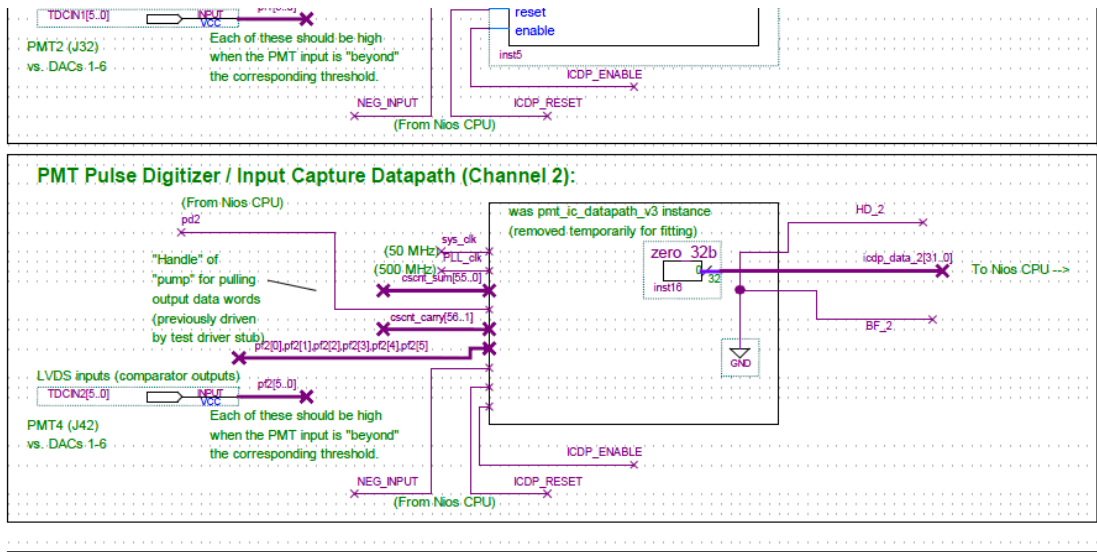 TDCIN1[5..0]
INPUT
VCC
reset
enable
inst5
PMT2 (J32)
vs. DACs 1-6
Each of these should be high
when the PMT input is "beyond"
the corresponding threshold.
ICDP_ENABLE
NEG_INPUT
ICDP_RESET
(From Nios CPU)
PMT Pulse Digitizer / Input Capture Datapath (Channel 2):
(From Nios CPU)
pd2
was pmt_ic_datapath_v3 instance
(removed temporarily for fitting)
HD_2
sys_clk
(50 MHz)
PLL_clk
(500 MHz)
cscnt_sum[55..0]
"Handle" of
"pump" for pulling
output data words
(previously driven
by test driver stub)
zero_32b
0
32
inst16
icdp_data_2[31..0]
To Nios CPU -->
cscnt_carry[56..1]
BF_2
pf2[0],pf2[1],pf2[2],pf2[3],pf2[4],pf2[5]
GND
LVDS inputs (comparator outputs)
TDCIN2[5..0]
INPUT
VCC
pf2[5..0]
PMT4 (J42)
vs. DACs 1-6
Each of these should be high
when the PMT input is "beyond"
the corresponding threshold.
ICDP_ENABLE
NEG_INPUT
ICDP_RESET
(From Nios CPU)